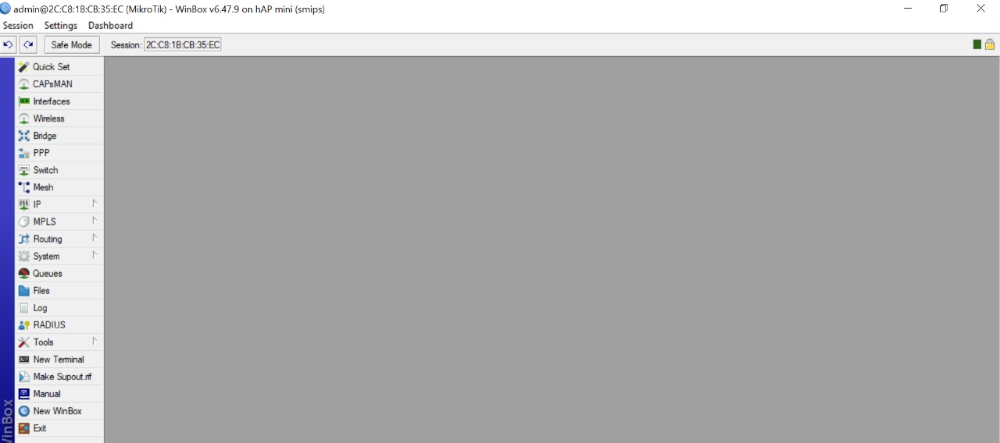 admin@2C:C8:1B:CB:35:EC (MikroTik) - WinBox v6.47.9 on hAP mini (smips)
Session Settings Dashboard
Safe Mode Session: 2C:C8:1B:CB:35:EC
Quick Set
CAPsMAN
Interfaces
Wireless
Bridge
PPP
Switch
Mesh
IP
MPLS
Routing
System
Queues
Files
Log
RADIUS
Tools
New Terminal
Make Supout.rif
Manual
New WinBox
Exit
WinBox